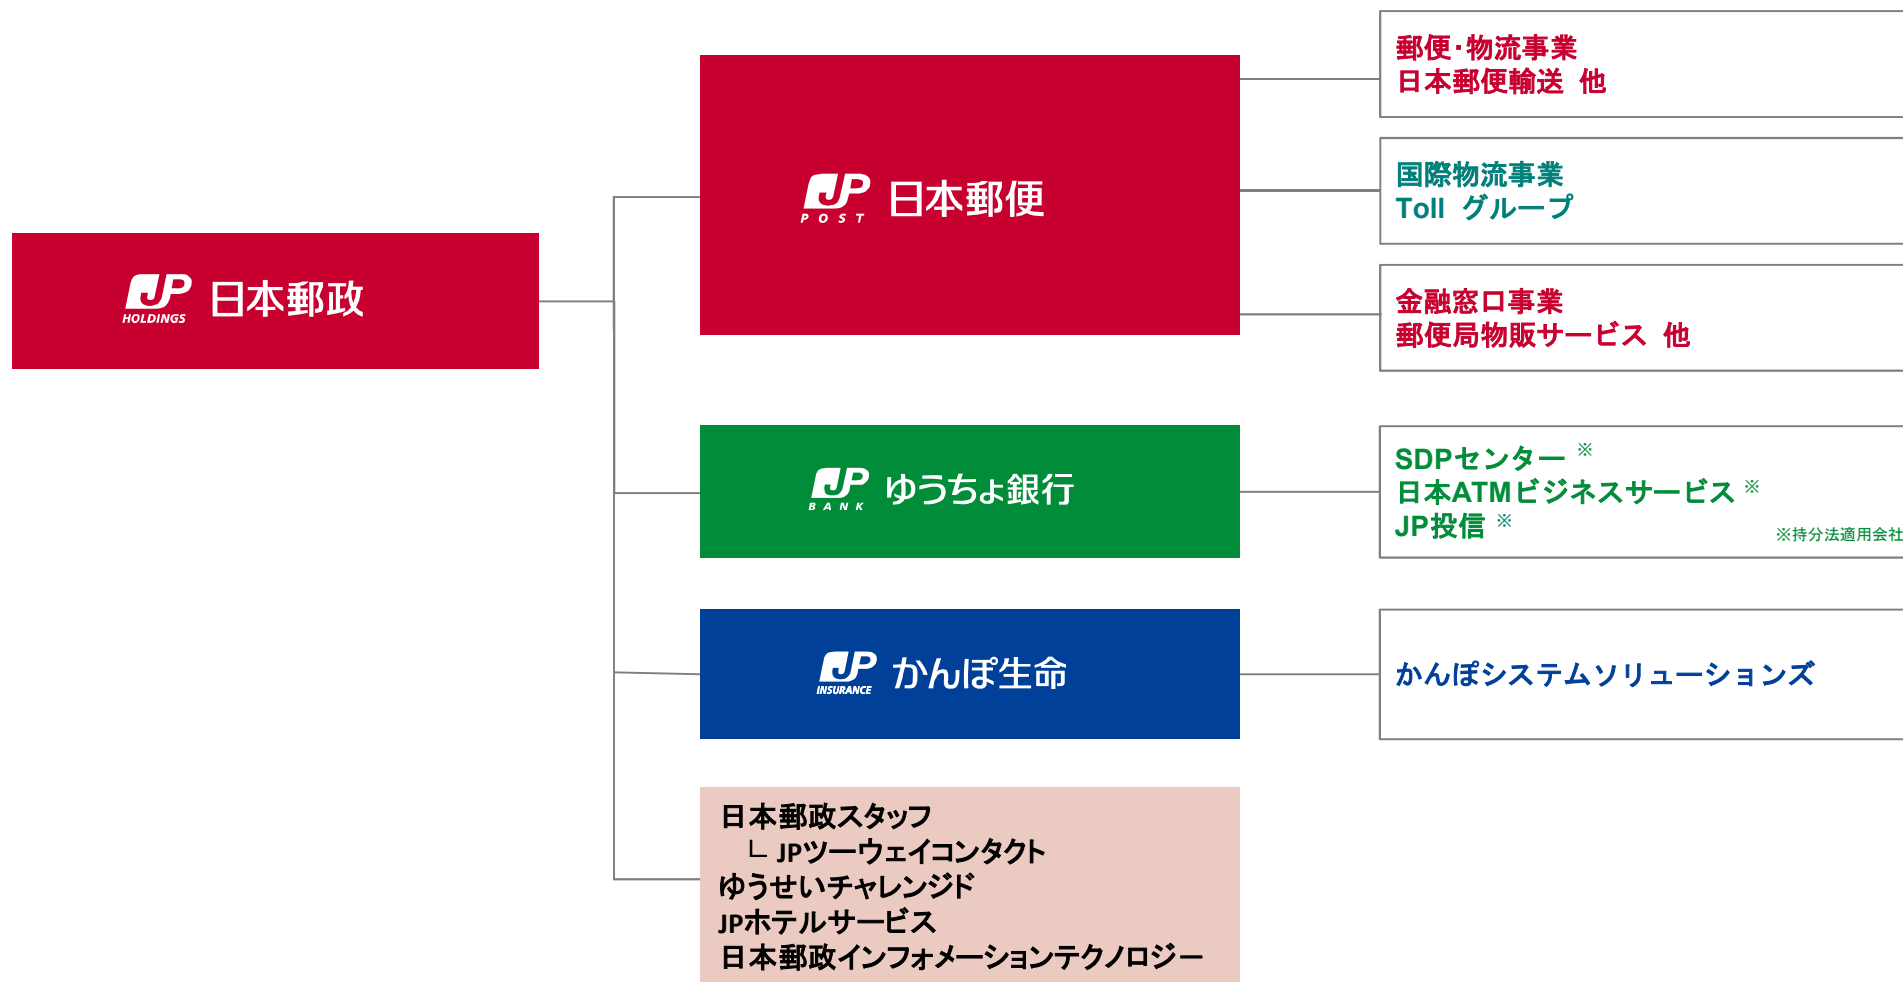 JP 日本郵政
HOLDINGS
JP 日本郵便
POST
郵便・物流事業
日本郵便輸送 他
国際物流事業
Toll グループ
金融窓口事業
郵便局物販サービス 他
JP ゆうちょ銀行
BANK
SDPセンター ※
日本ATMビジネスサービス ※
JP投信 ※
※持分法適用会社
JP かんぽ生命
INSURANCE
かんぽシステムソリューションズ
日本郵政スタッフ
└ JPツーウェイコンタクト
ゆうせいチャレンジド
JPホテルサービス
日本郵政インフォメーションテクノロジー